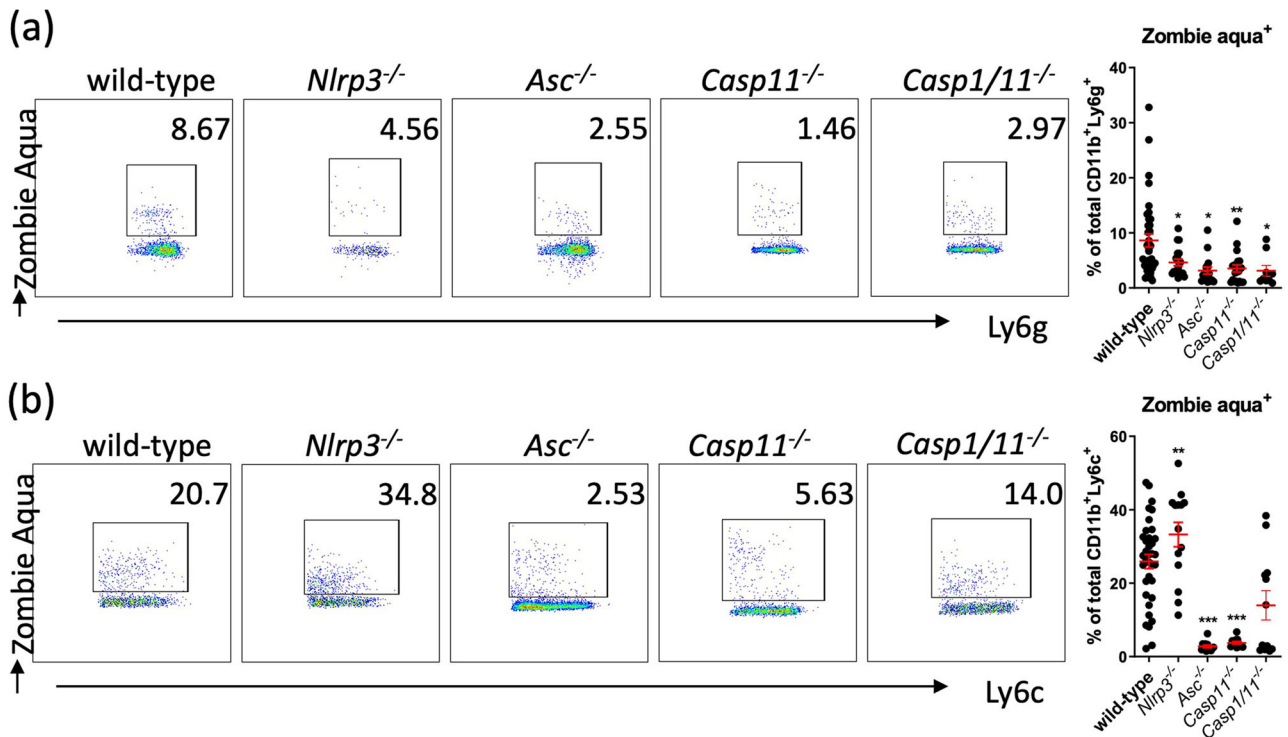 (a)
wild-type Nlrp3-/- Asc-/- Casp11-/- Casp1/11-/-
Zombie Aqua
8.67 4.56 2.55 1.46 2.97
Ly6g
Zombie aqua+
% of total CD11b+Ly6g+
40
30
20
10
0
* * ** *
wild-type Nlrp3-/- Asc-/- Casp11-/- Casp1/11-/-
(b)
wild-type Nlrp3-/- Asc-/- Casp11-/- Casp1/11-/-
Zombie Aqua
20.7 34.8 2.53 5.63 14.0
Ly6c
Zombie aqua+
% of total CD11b+Ly6c+
60
40
20
0
** *** ***
wild-type Nlrp3-/- Asc-/- Casp11-/- Casp1/11-/-